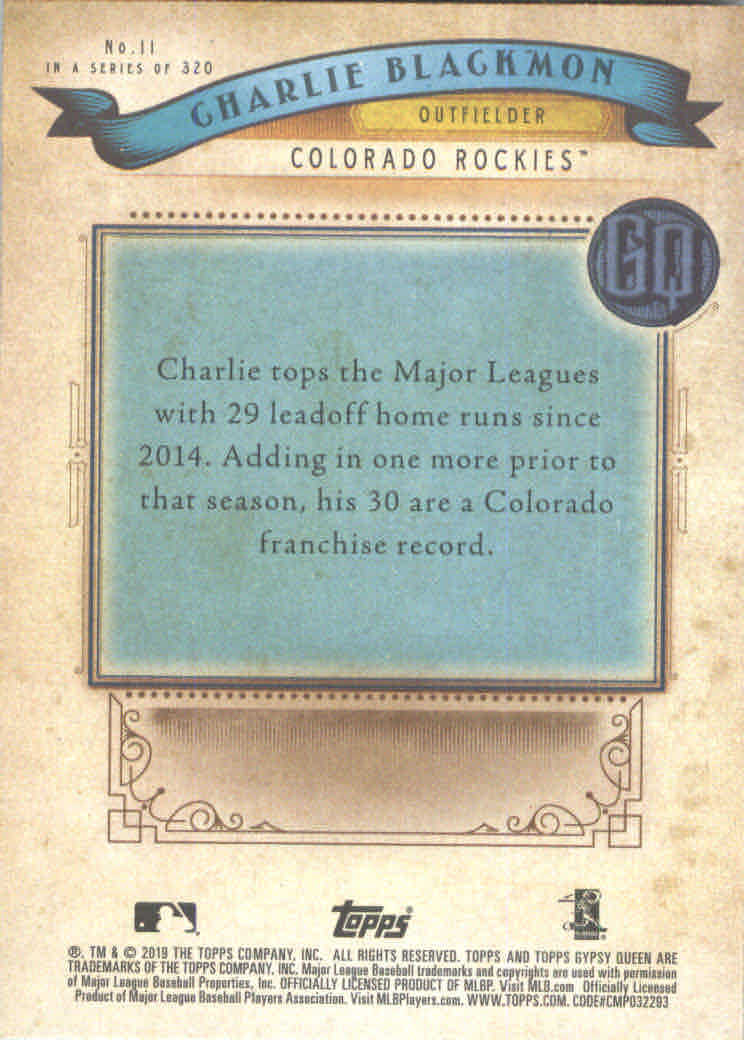 No.11
IN A SERIES OF 320
CHARLIE BLACKMON
OUTFIELDER
COLORADO ROCKIES™
GQ
Charlie tops the Major Leagues
with 29 leadoff home runs since
2014. Adding in one more prior to
that season, his 30 are a Colorado
franchise record.
Topps®
®, TM & © 2019 THE TOPPS COMPANY, INC. ALL RIGHTS RESERVED. TOPPS AND TOPPS GYPSY QUEEN ARE
TRADEMARKS OF THE TOPPS COMPANY, INC. Major League Baseball trademarks and copyrights are used with permission
of Major League Baseball Properties, Inc. OFFICIALLY LICENSED PRODUCT OF MLBP. Visit MLB.com Officially Licensed
Product of Major League Baseball Players Association. Visit MLBPlayers.com. WWW.TOPPS.COM. CODE#CMP032293